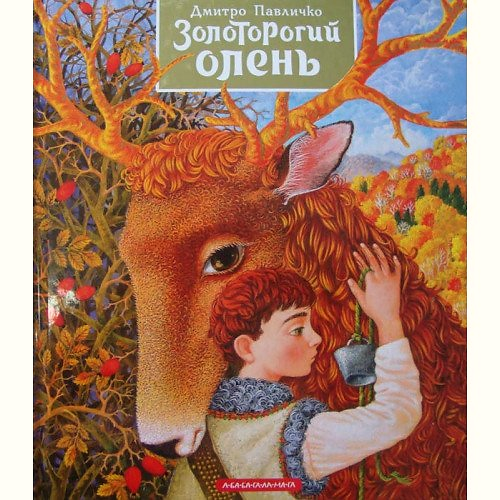 Дмитро Павличко
Золоторогий
олень
А-БА-БА-ГА-ЛА-МА-ГА